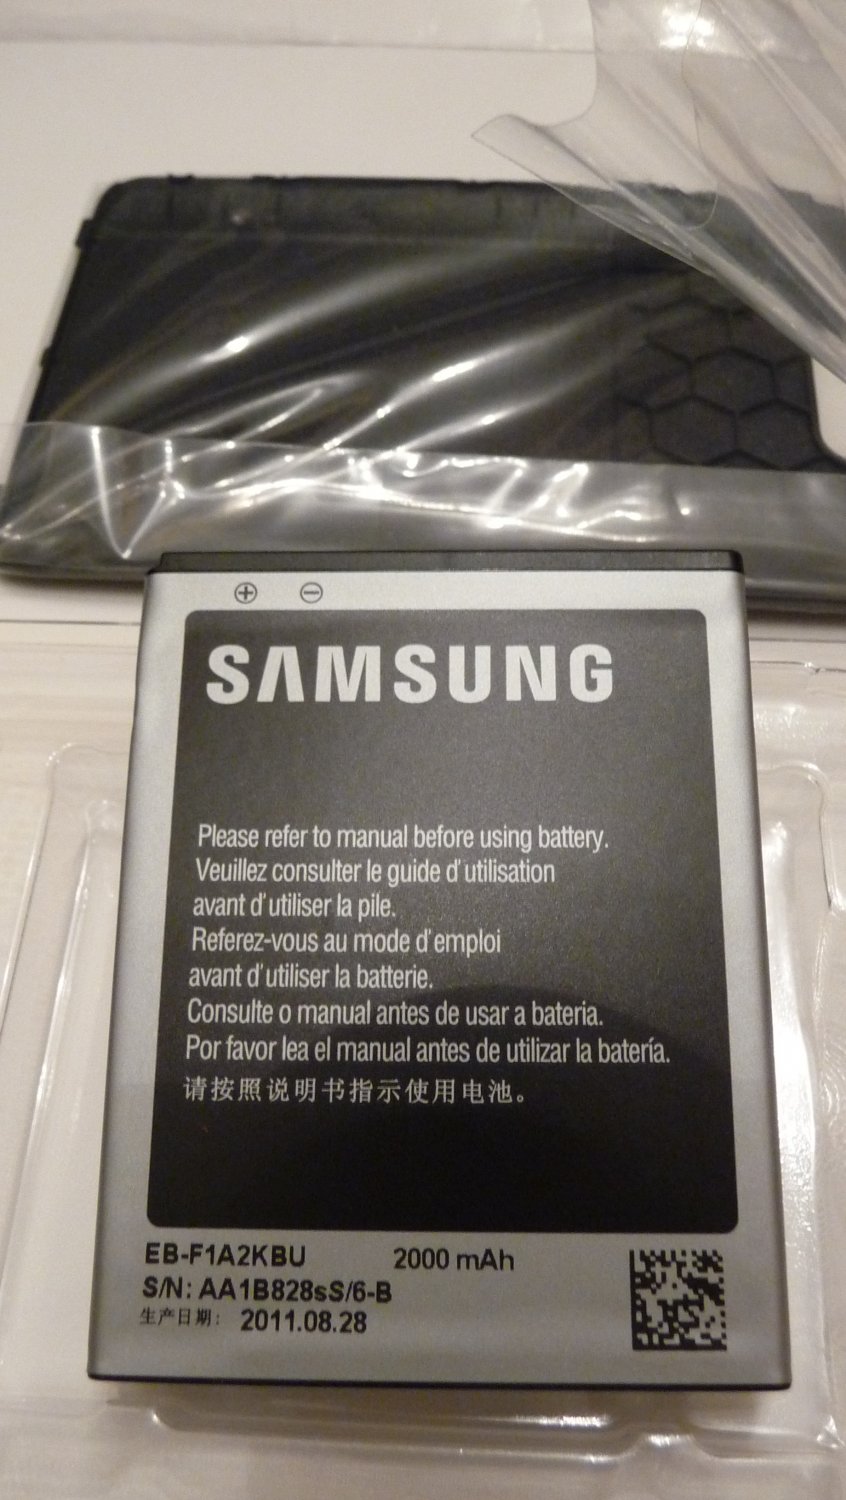 SAMSUNG
Please refer to manual before using battery.
Veuillez consulter le guide d'utilisation
avant d'utiliser la pile.
Referez-vous au mode d'emploi
avant d'utiliser la batterie.
Consulte o manual antes de usar a bateria.
Por favor lea el manual antes de utilizar la batería.
请按照说明书指示使用电池。
EB-F1A2KBU 2000 mAh
S/N: AA1B828sS/6-B
生产日期: 2011.08.28